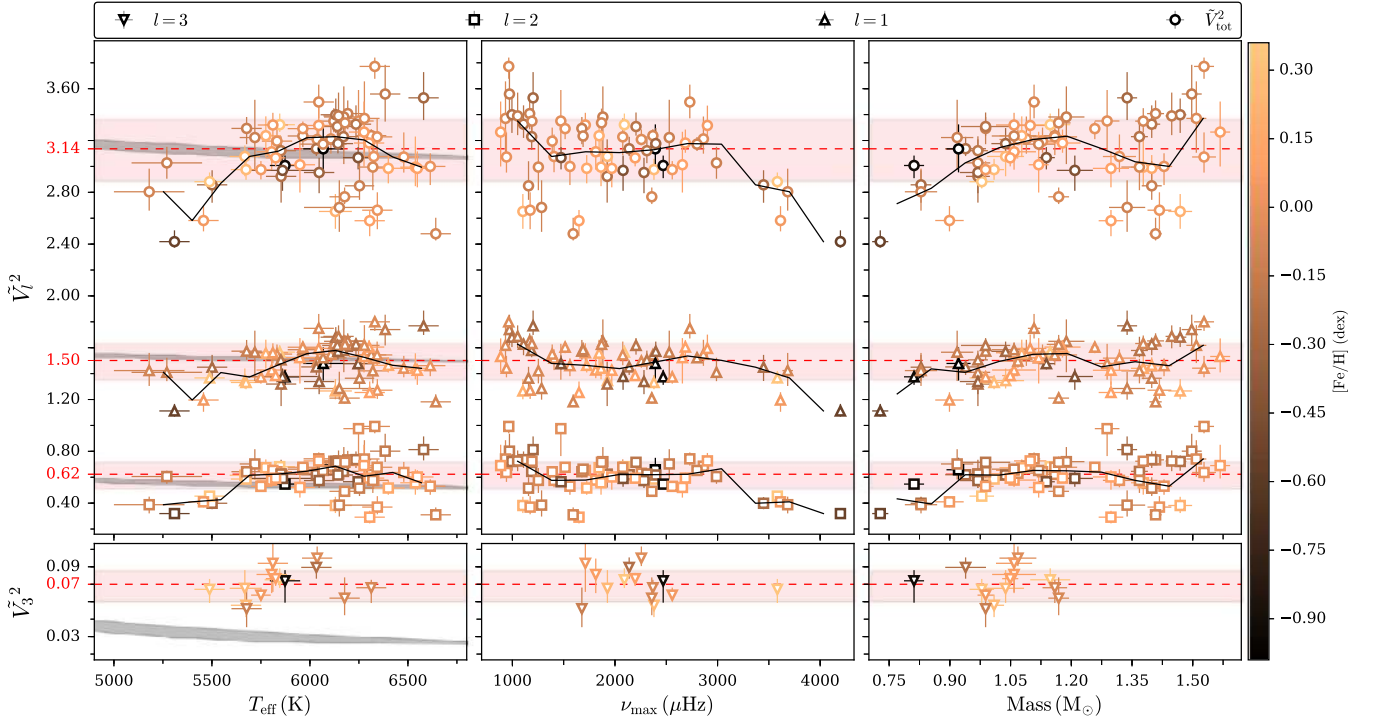 l = 3 l = 2 l = 1 Ṽ²tot
3.60
3.14
2.80
2.40
2.00
1.50
1.20
0.80
0.62
0.40
Ṽl²
0.09
0.07
0.03
Ṽ3²
5000 5500 6000 6500
Teff (K)
1000 2000 3000 4000
νmax (μHz)
0.75 0.90 1.05 1.20 1.35 1.50
Mass (M⊙)
0.30
0.15
0.00
−0.15
−0.30
−0.45
−0.60
−0.75
−0.90
[Fe/H] (dex)